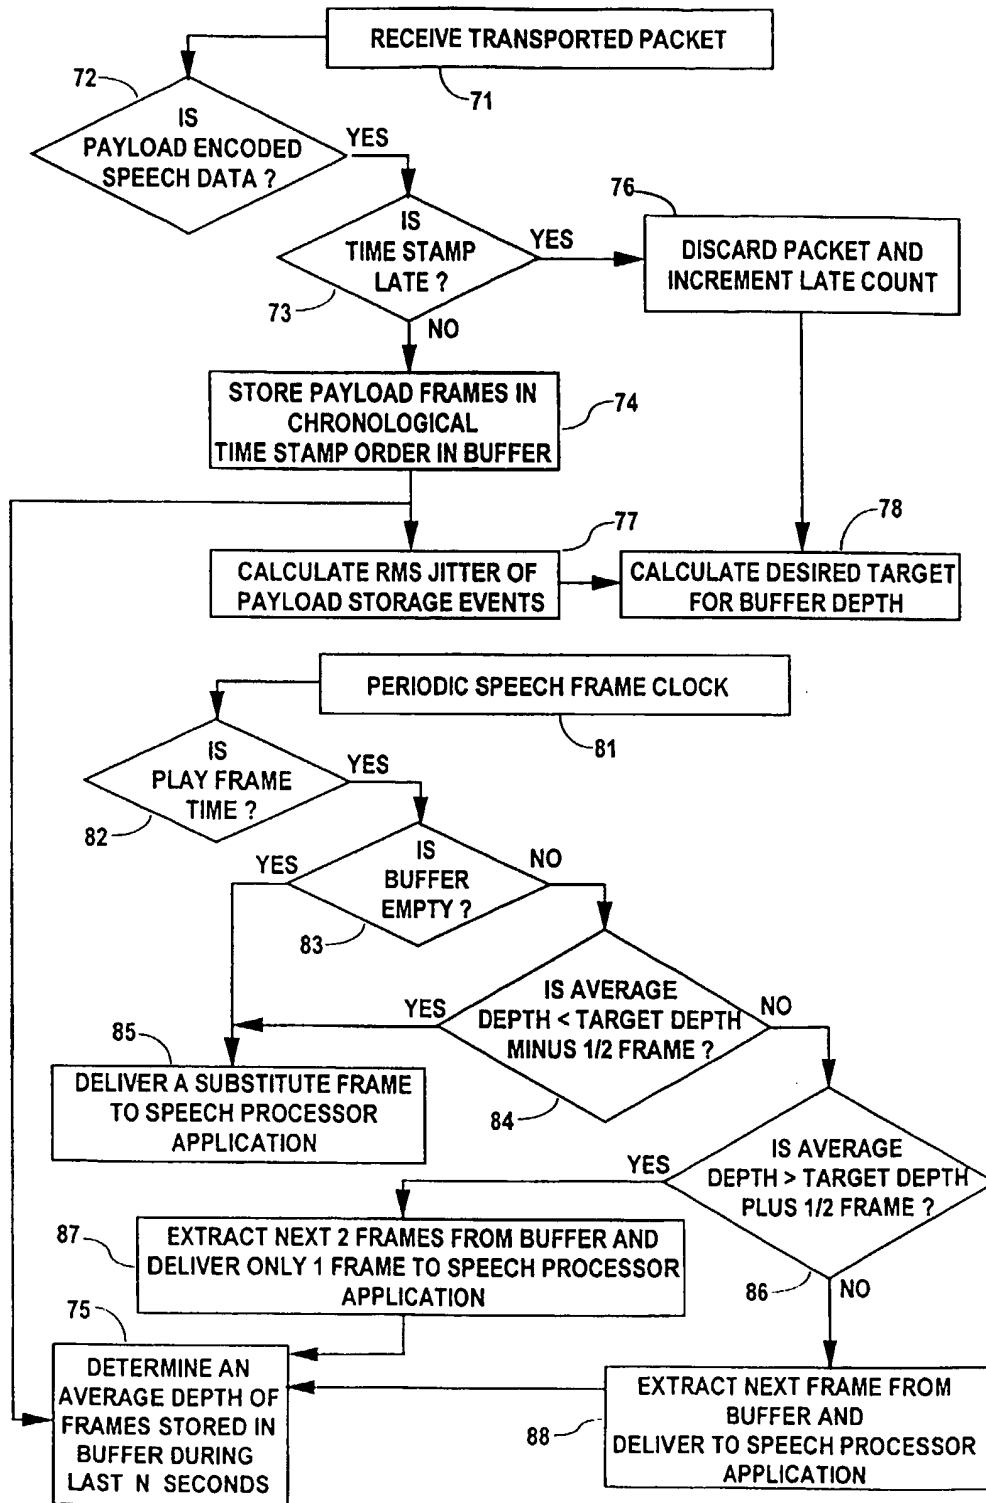 RECEIVE TRANSPORTED PACKET
71
72
IS
PAYLOAD ENCODED
SPEECH DATA ?
YES
IS
TIME STAMP
LATE ?
73
YES
NO
76
DISCARD PACKET AND
INCREMENT LATE COUNT
STORE PAYLOAD FRAMES IN
CHRONOLOGICAL
TIME STAMP ORDER IN BUFFER
74
77
CALCULATE RMS JITTER OF
PAYLOAD STORAGE EVENTS
78
CALCULATE DESIRED TARGET
FOR BUFFER DEPTH
PERIODIC SPEECH FRAME CLOCK
81
IS
PLAY FRAME
TIME ?
82
YES
IS
BUFFER
EMPTY ?
83
YES
NO
IS AVERAGE
DEPTH < TARGET DEPTH
MINUS 1/2 FRAME ?
84
YES
NO
85
DELIVER A SUBSTITUTE FRAME
TO SPEECH PROCESSOR
APPLICATION
IS AVERAGE
DEPTH > TARGET DEPTH
PLUS 1/2 FRAME ?
86
YES
NO
87
EXTRACT NEXT 2 FRAMES FROM BUFFER AND
DELIVER ONLY 1 FRAME TO SPEECH PROCESSOR
APPLICATION
75
DETERMINE AN
AVERAGE DEPTH OF
FRAMES STORED IN
BUFFER DURING
LAST N SECONDS
EXTRACT NEXT FRAME FROM
BUFFER AND
DELIVER TO SPEECH PROCESSOR
APPLICATION
88